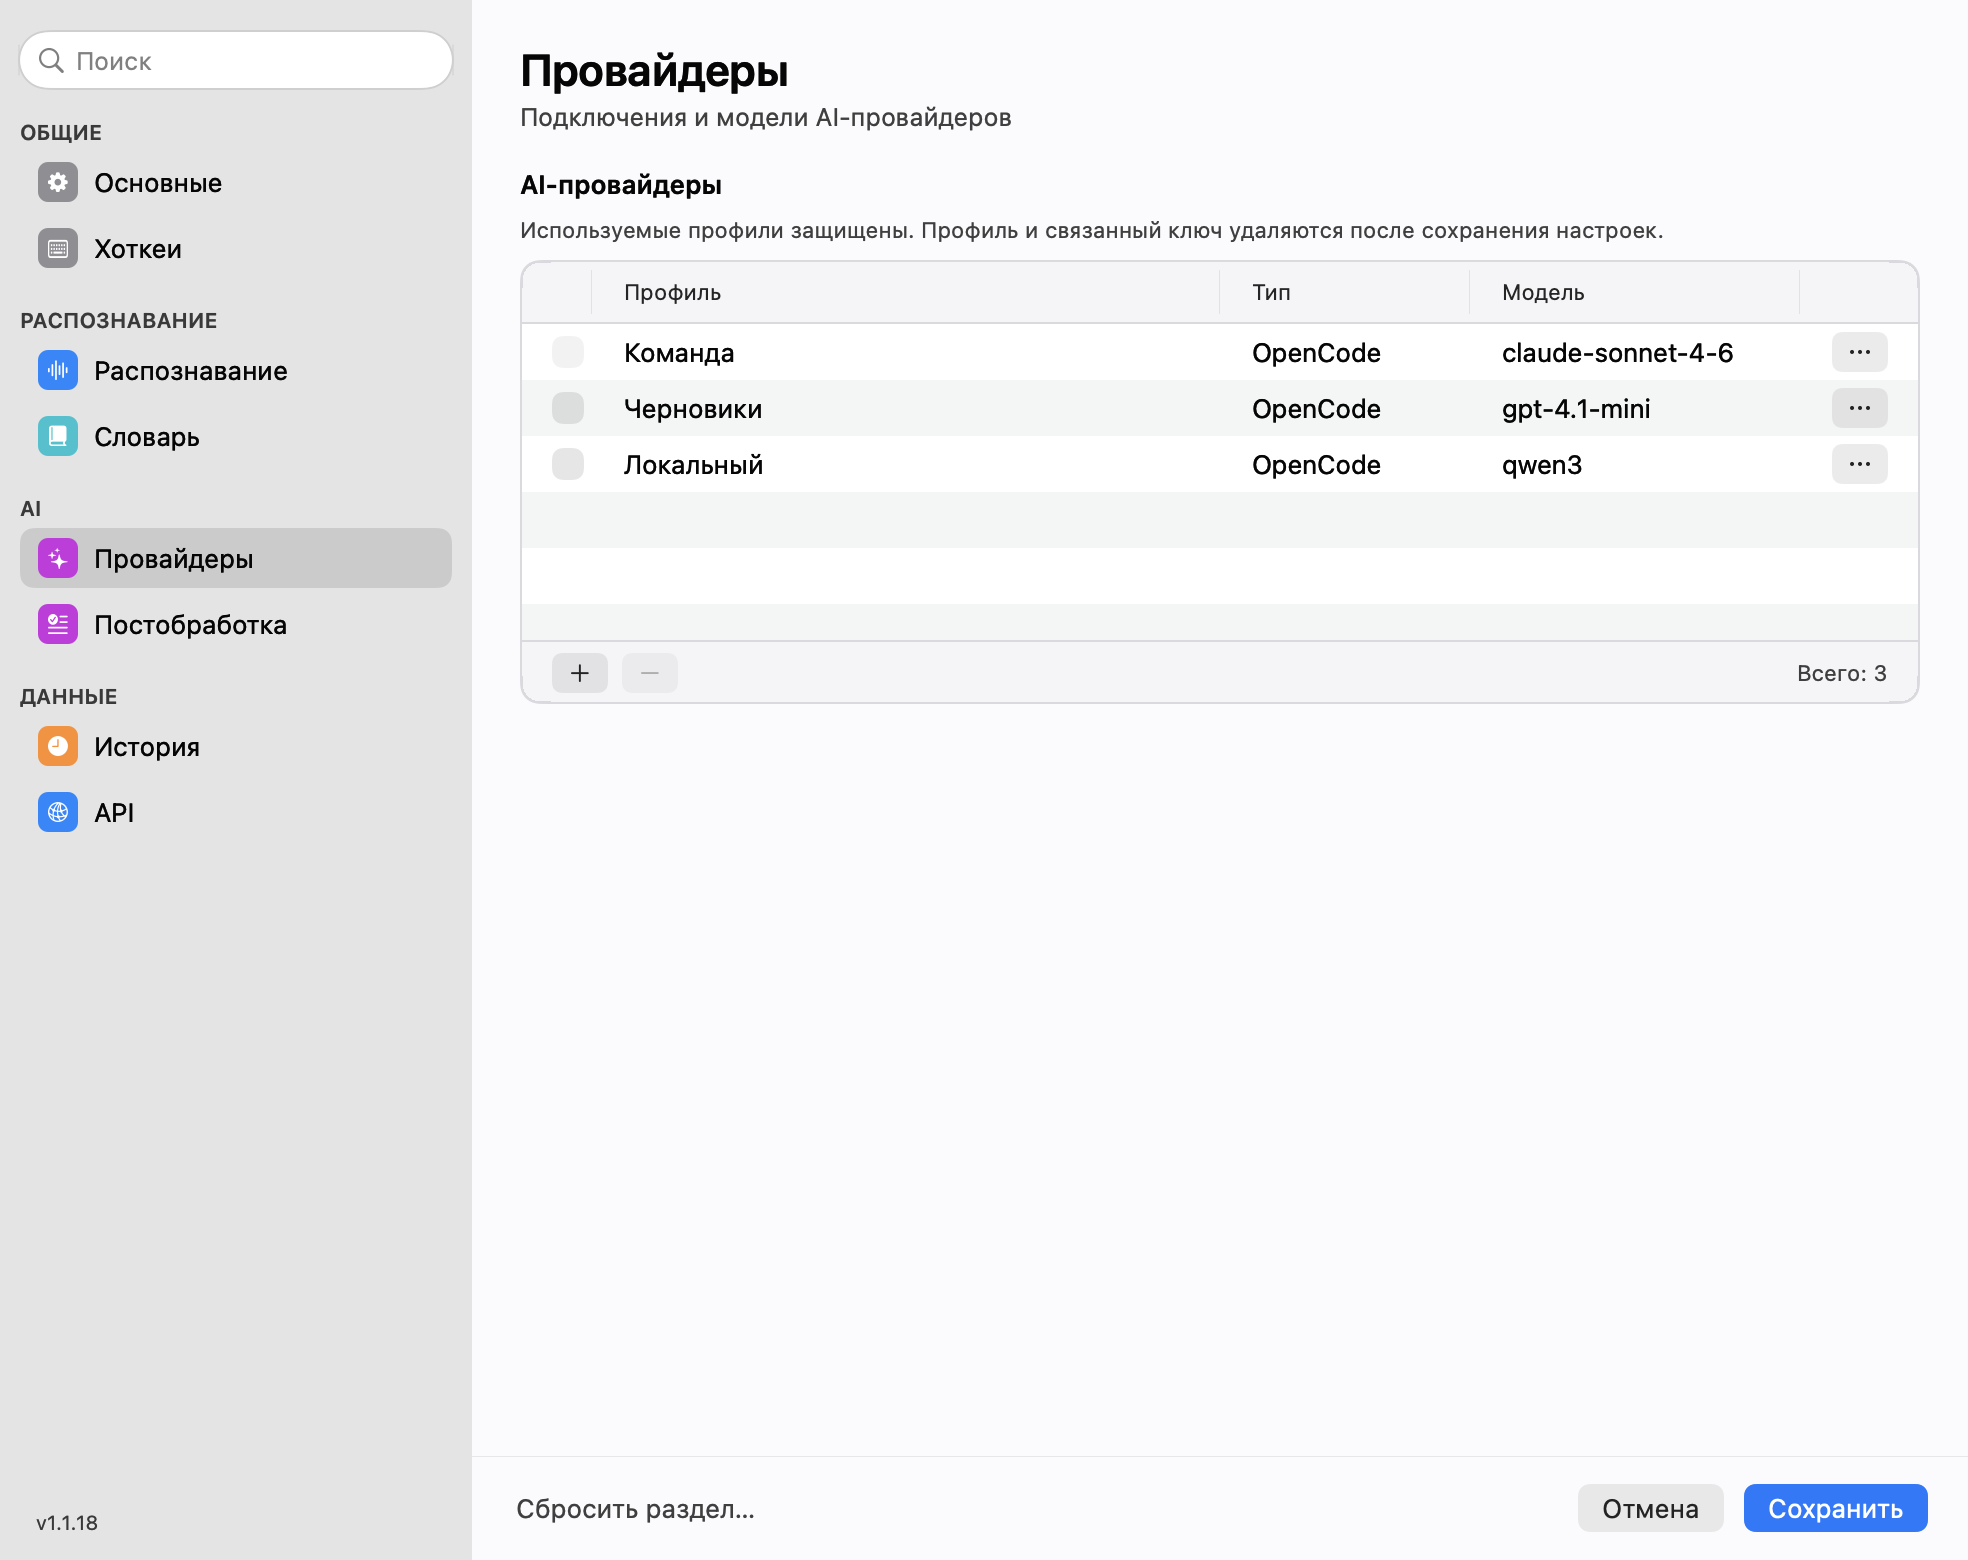 Поиск
ОБЩИЕ
Основные
Хоткеи
РАСПОЗНАВАНИЕ
Распознавание
Словарь
AI
Провайдеры
Постобработка
ДАННЫЕ
История
API
v1.1.18
Провайдеры
Подключения и модели AI-провайдеров
AI-провайдеры
Используемые профили защищены. Профиль и связанный ключ удаляются после сохранения настроек.
Профиль Тип Модель
Команда OpenCode claude-sonnet-4-6
Черновики OpenCode gpt-4.1-mini
Локальный OpenCode qwen3
Всего: 3
Сбросить раздел... Отмена Сохранить